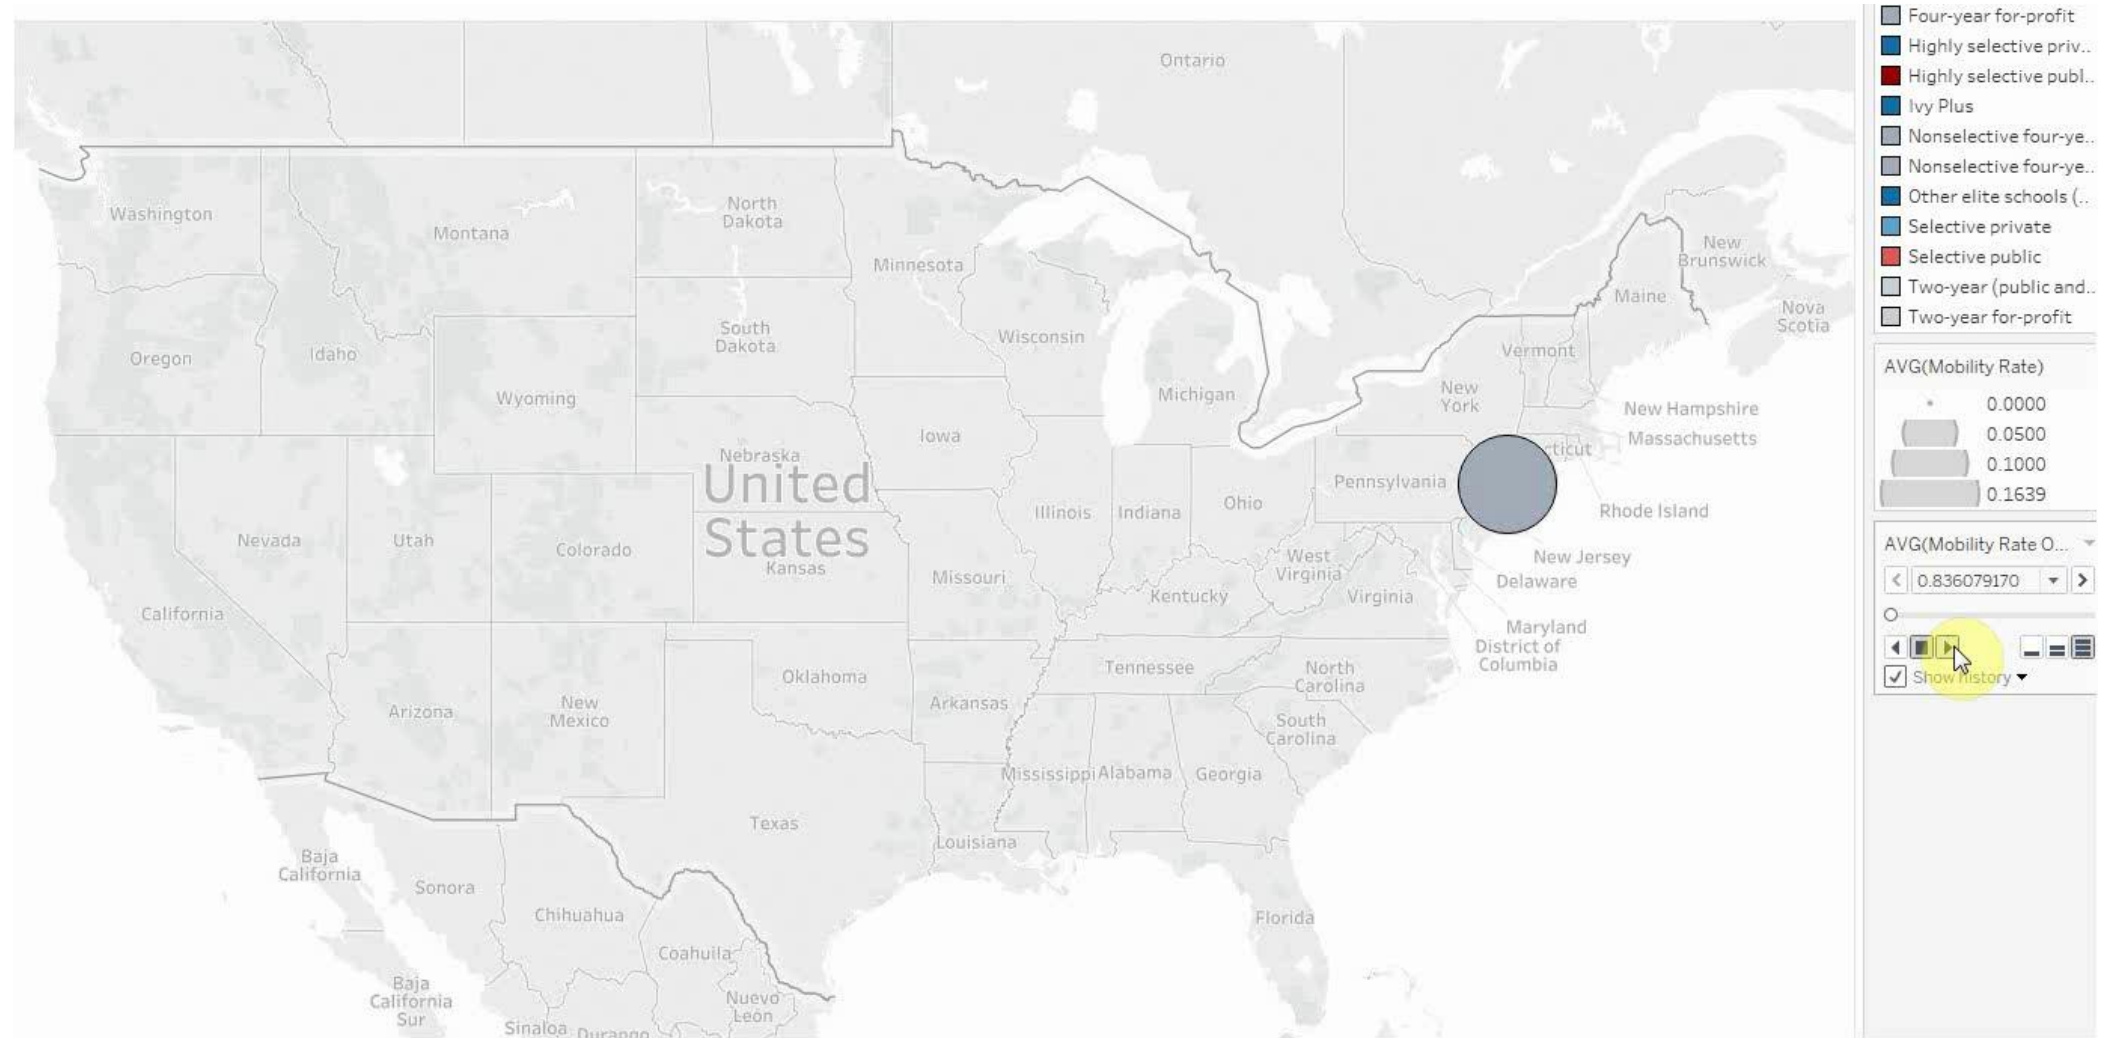 Ontario
Washington
Montana
North
Dakota
Minnesota
New
Brunswick
Maine
Nova
Scotia
Oregon
Idaho
South
Dakota
Wisconsin
Vermont
Wyoming
Michigan
New
York
New Hampshire
Massachusetts
cticut
Iowa
Nebraska
United
States
Kansas
Pennsylvania
Ohio
Illinois
Indiana
Rhode Island
Nevada
Utah
Colorado
Missouri
West
Virginia
New Jersey
Delaware
Kentucky
Virginia
California
Maryland
District of
Columbia
Tennessee
North
Carolina
Oklahoma
Arkansas
Arizona
New
Mexico
South
Carolina
Mississippi
Alabama
Georgia
Texas
Louisiana
Baja
California
Sonora
Chihuahua
Florida
Coahuila
Baja
California
Sur
Nuevo
León
Sinaloa
Durango
Four-year for-profit
Highly selective priv..
Highly selective publ..
Ivy Plus
Nonselective four-ye..
Nonselective four-ye..
Other elite schools (..
Selective private
Selective public
Two-year (public and..
Two-year for-profit
AVG(Mobility Rate)
0.0000
0.0500
0.1000
0.1639
AVG(Mobility Rate O...
0.836079170
Show history